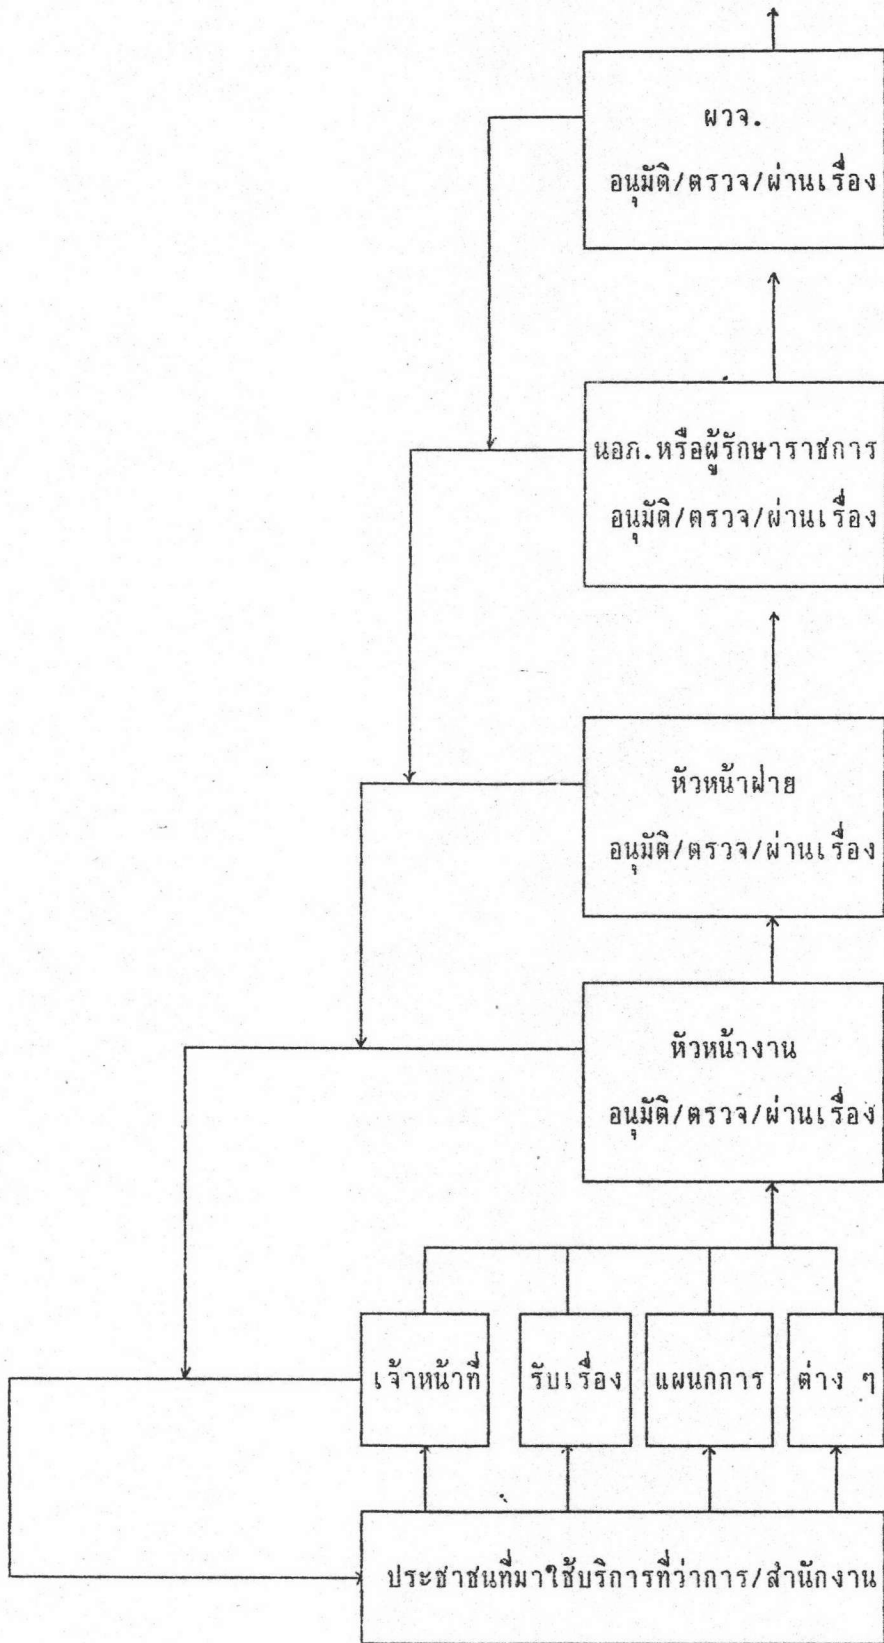 ผวจ.
อนุมัติ/ตรวจ/ผ่านเรื่อง
นอภ.หรือผู้รักษาราชการ
อนุมัติ/ตรวจ/ผ่านเรื่อง
หัวหน้าฝ่าย
อนุมัติ/ตรวจ/ผ่านเรื่อง
หัวหน้างาน
อนุมัติ/ตรวจ/ผ่านเรื่อง
เจ้าหน้าที่ รับเรื่อง แผนกการ ต่าง ๆ
ประชาชนที่มาใช้บริการที่ว่าการ/สำนักงาน